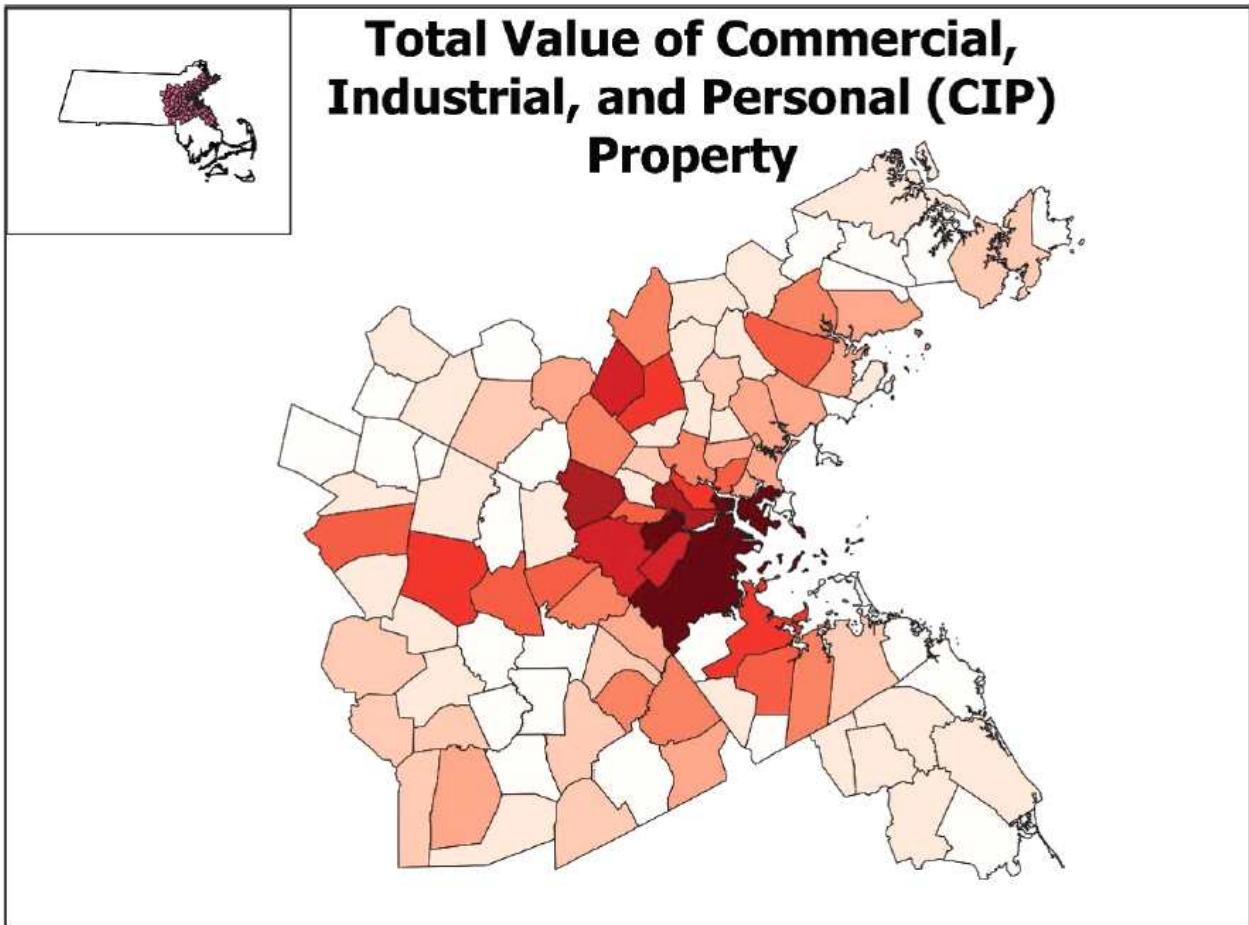 Total Value of Commercial,
Industrial, and Personal (CIP)
Property